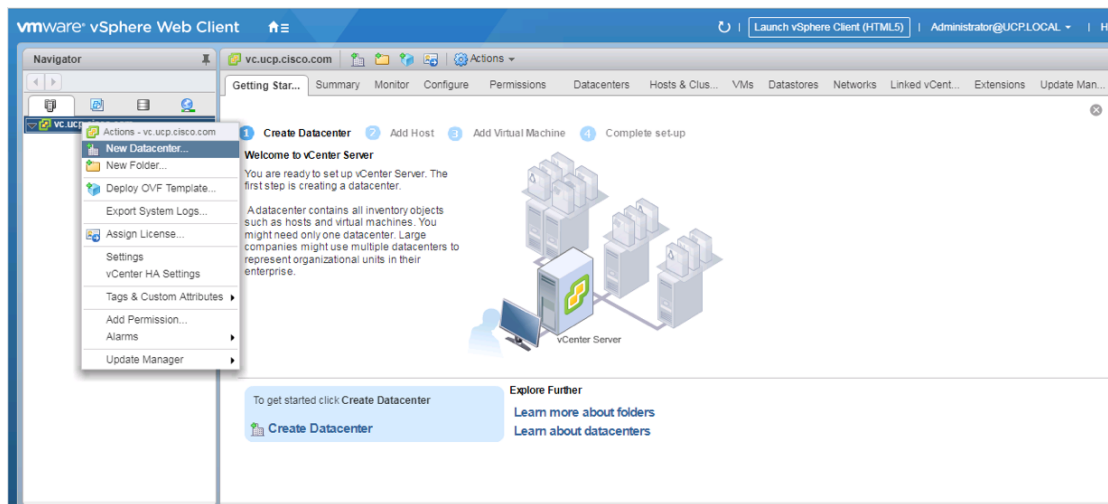 vmware® vSphere Web Client
Launch vSphere Client (HTML5)
Administrator@UCP.LOCAL
Navigator
vc.ucp.cisco.com
Actions
Getting Star...
Summary
Monitor
Configure
Permissions
Datacenters
Hosts & Clus...
VMs
Datastores
Networks
Linked vCent...
Extensions
Update Man...
Actions - vc.ucp.cisco.com
New Datacenter...
New Folder...
Deploy OVF Template...
Export System Logs...
Assign License...
Settings
vCenter HA Settings
Tags & Custom Attributes
Add Permission...
Alarms
Update Manager
1 Create Datacenter
2 Add Host
3 Add Virtual Machine
4 Complete set-up
Welcome to vCenter Server
You are ready to set up vCenter Server. The
first step is creating a datacenter.
A datacenter contains all inventory objects
such as hosts and virtual machines. You
might need only one datacenter. Large
companies might use multiple datacenters to
represent organizational units in their
enterprise.
vCenter Server
To get started click Create Datacenter
Create Datacenter
Explore Further
Learn more about folders
Learn about datacenters